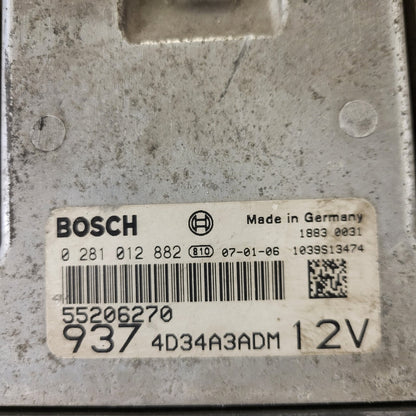 BOSCH Made in Germany
1883 0031
0 281 012 882 810 07-01-06 1039S13474
55206270
937 4D34A3ADM 12V